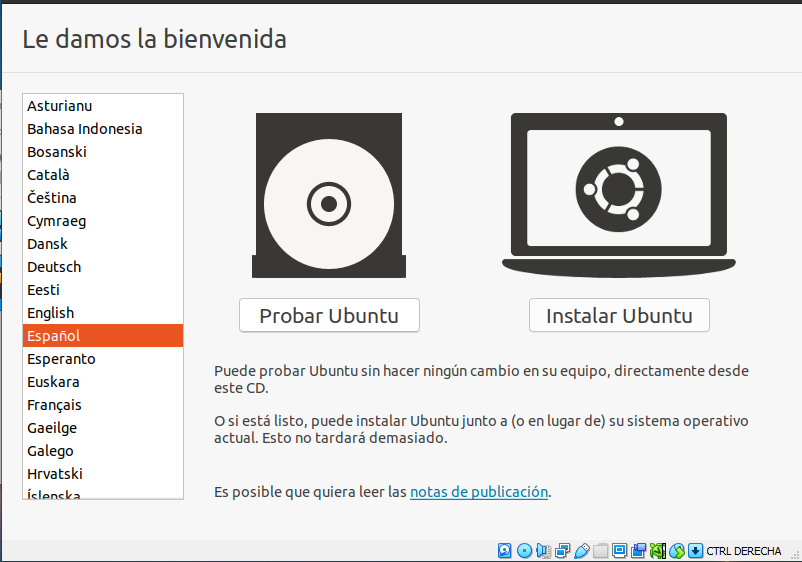 Le damos la bienvenida
Asturianu
Bahasa Indonesia
Bosanski
Català
Čeština
Cymraeg
Dansk
Deutsch
Eesti
English
Español
Esperanto
Euskara
Français
Gaeilge
Galego
Hrvatski
Íslenska
Probar Ubuntu
Instalar Ubuntu
Puede probar Ubuntu sin hacer ningún cambio en su equipo, directamente desde
este CD.
O si está listo, puede instalar Ubuntu junto a (o en lugar de) su sistema operativo
actual. Esto no tardará demasiado.
Es posible que quiera leer las notas de publicación.
CTRL DERECHA